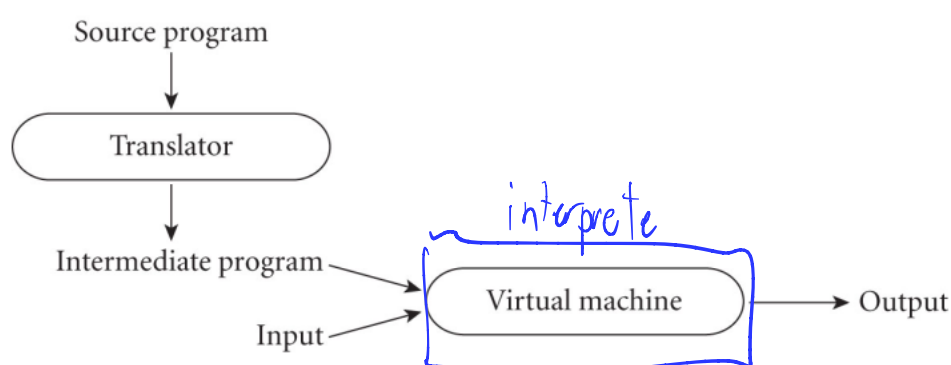 Source program
Translator
interprete
Intermediate program
Virtual machine
Output
Input